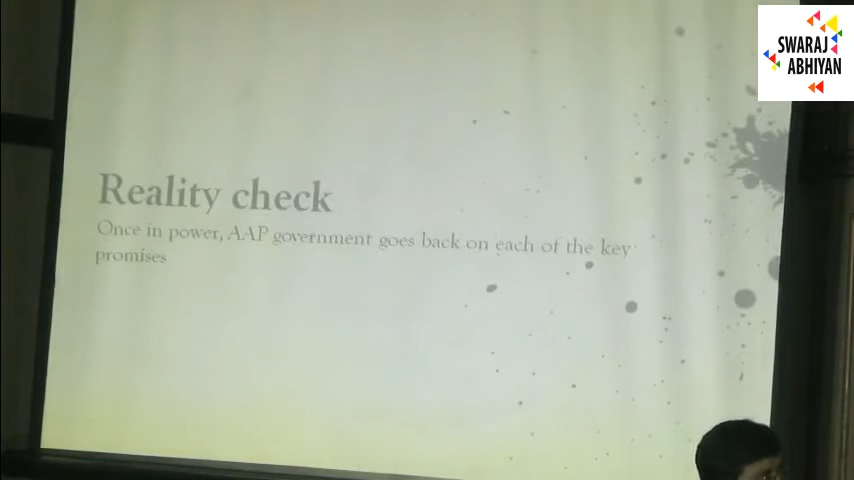 SWARAJ
ABHIYAN
Reality check
Once in power, AAP government goes back on each of the key
promises